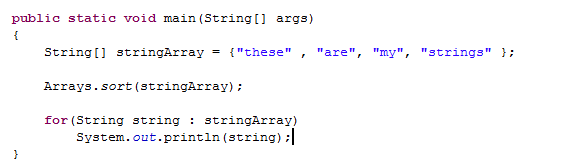 public static void main(String[] args)
{
    String[] stringArray = {"these" , "are", "my", "strings" };
    Arrays.sort(stringArray);
    for(String string : stringArray)
        System.out.println(string);
}